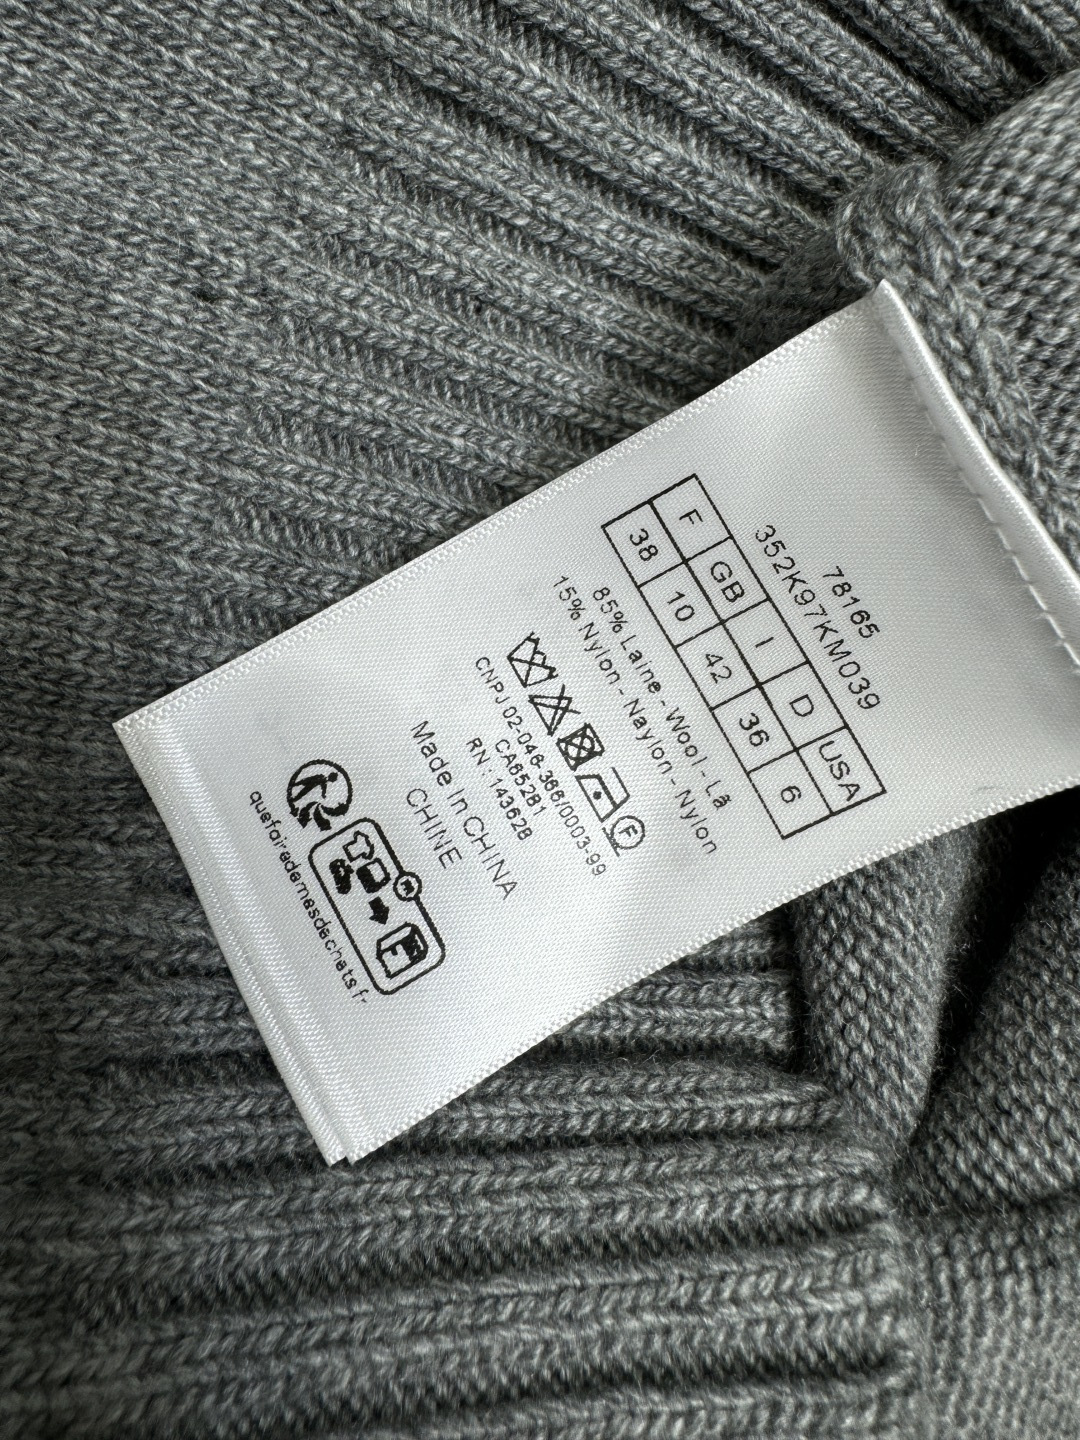 78165
352K97KM039
F GB I D USA
38 10 42 36 6
85% Laine - Wool - Lã
15% Nylon - Naylon - Nylon
F
CNPJ 02-046-366/0003-99
CA65281
RN : 143628
Made In CHINA
CHINE
quefairedemesdechets.fr